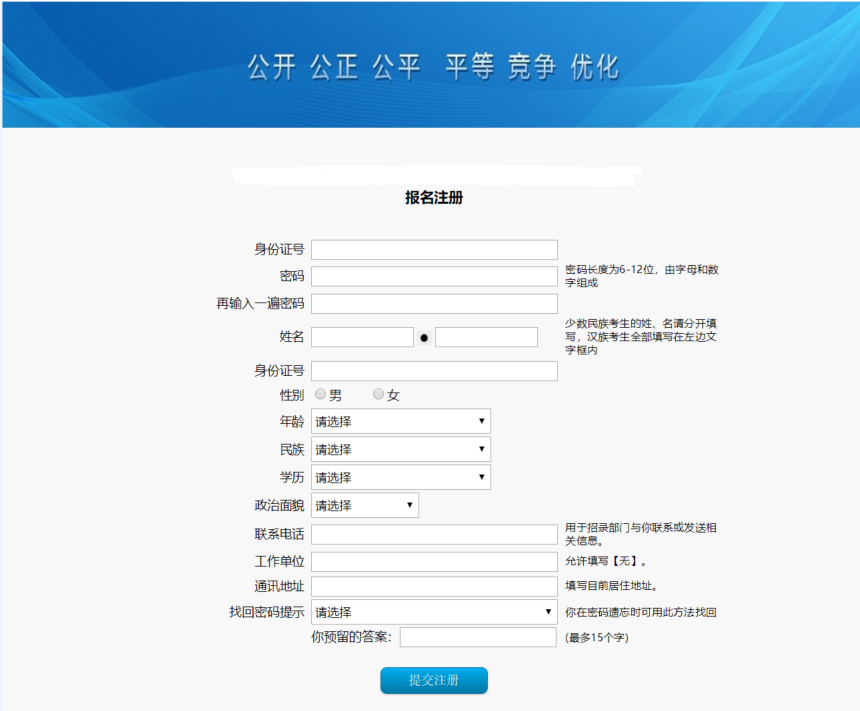 公开 公正 公平 平等 竞争 优化
报名注册
身份证号
密码 密码长度为6-12位，由字母和数
字组成
再输入一遍密码
姓名 ● 少数民族考生的姓、名请分开填
写，汉族考生全部填写在左边文
字框内
身份证号
性别 男 女
年龄 请选择
民族 请选择
学历 请选择
政治面貌 请选择
联系电话 用于招录部门与你联系或发送相
关信息。
工作单位 允许填写【无】。
通讯地址 填写目前居住地址。
找回密码提示 请选择 你在密码遗忘时可用此方法找回
你预留的答案： (最多15个字)
提交注册